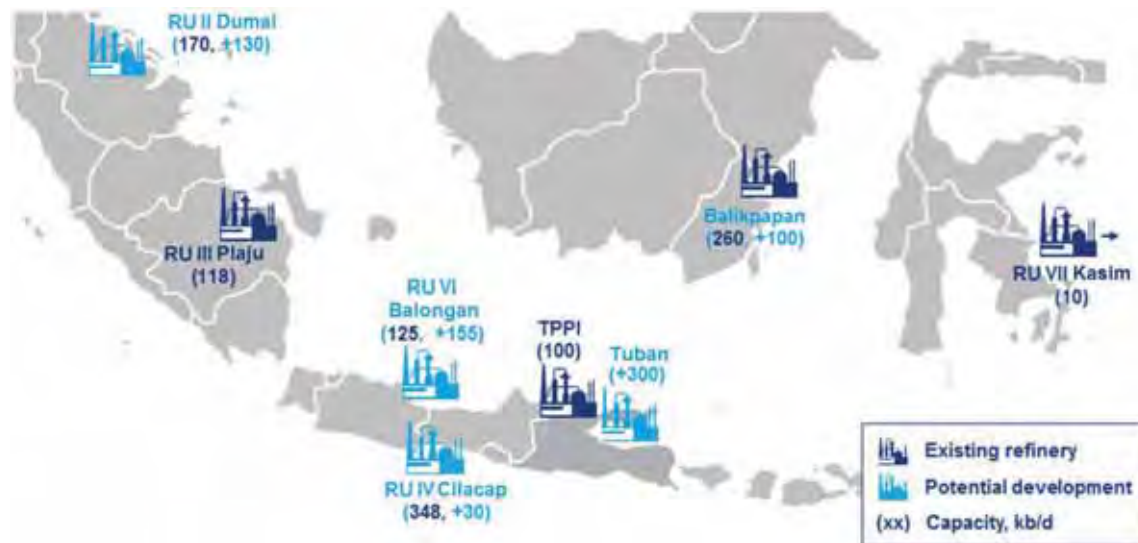 RU II Dumai
(170, +130)
RU III Plaju
(118)
RU VI
Balongan
(125, +155)
RU IV Cilacap
(348, +30)
TPPI
(100)
Tuban
(+300)
Balikpapan
(260, +100)
RU VII Kasim
(10)
Existing refinery
Potential development
(xx) Capacity, kb/d